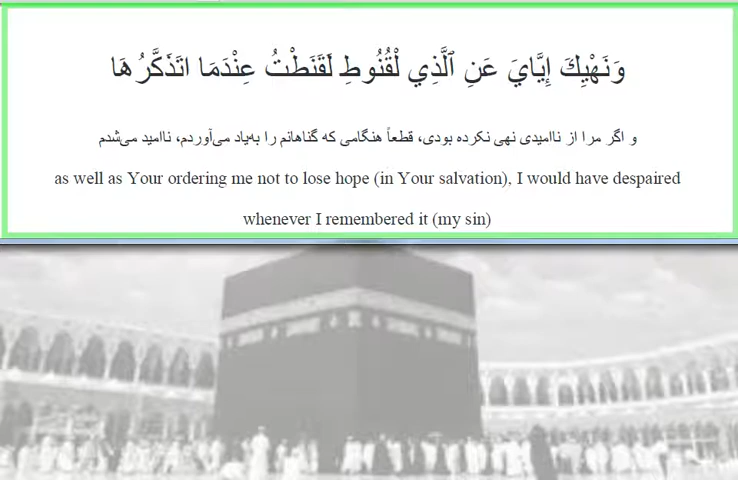 وَنَهْيِكَ إِيَّايَ عَنِ ٱلَّذِي لْقُنُوطِ لَقَنَطْتُ عِنْدَمَا اتَذَكَّرُ هَا
و اگر مرا از ناامیدی نهی نکرده بودی، قطعاً هنگامی که گناهانم را به‌یاد می‌آوردم، ناامید می‌شدم
as well as Your ordering me not to lose hope (in Your salvation), I would have despaired
whenever I remembered it (my sin)